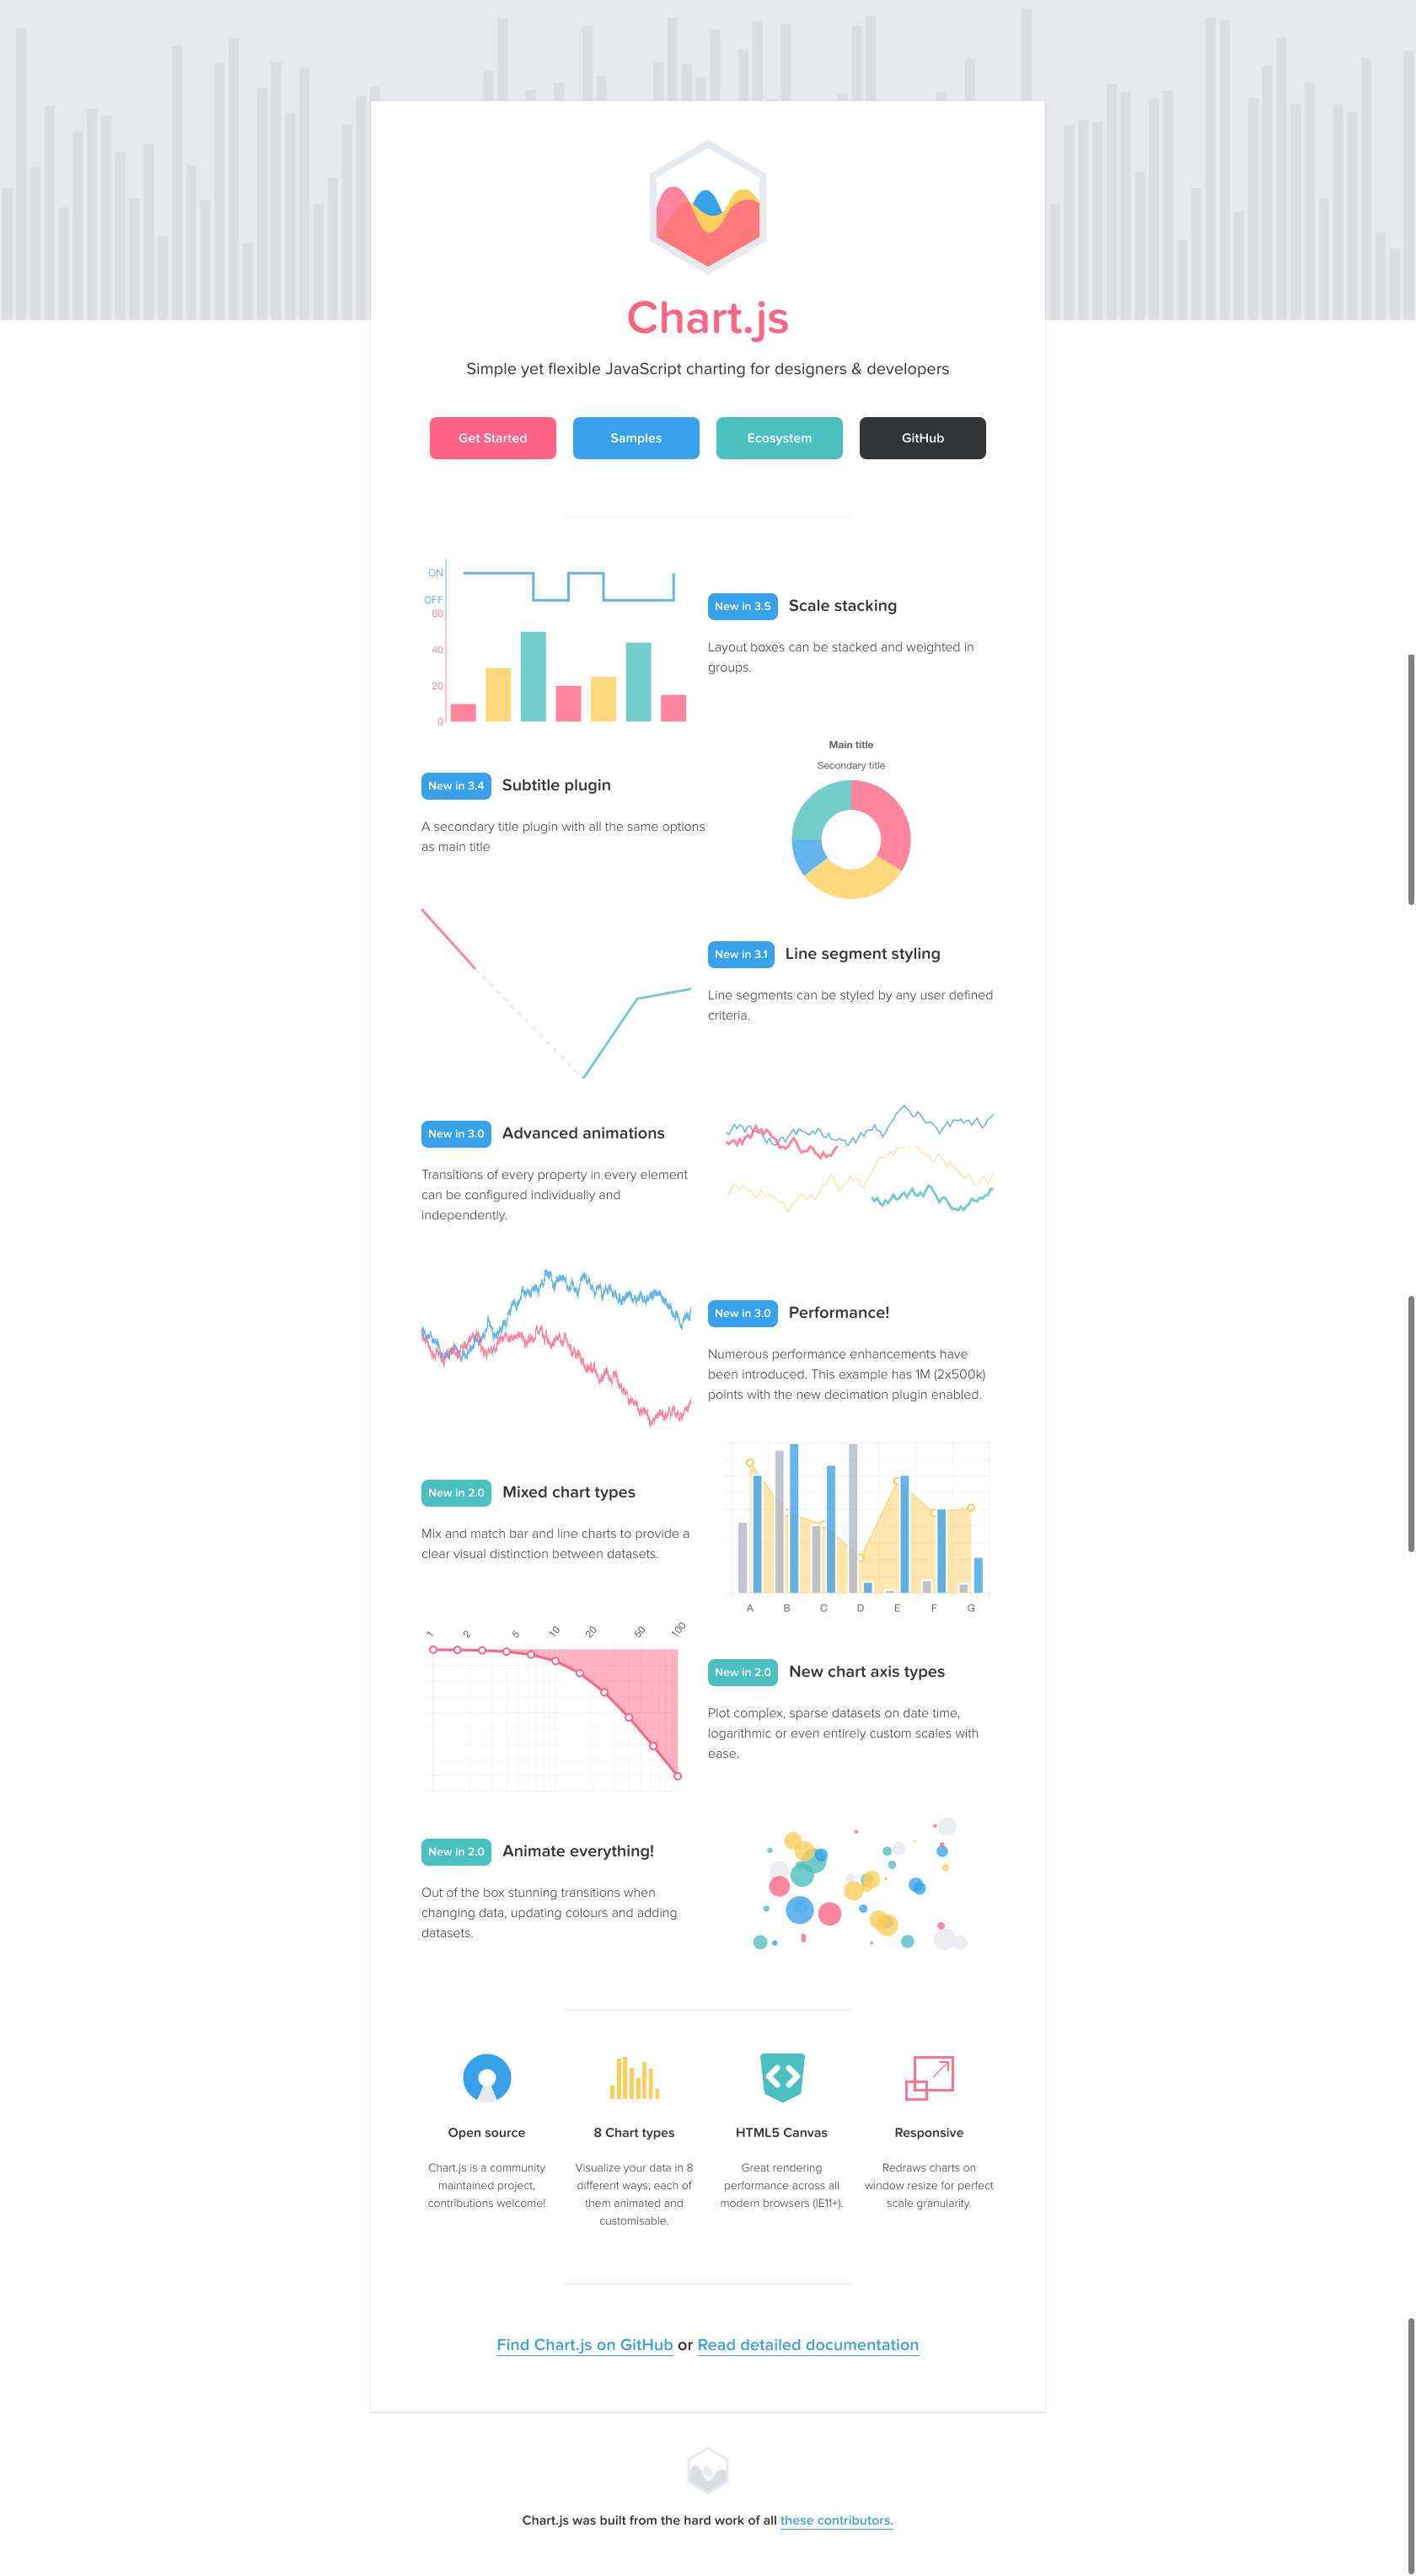 Chart.js
Simple yet flexible JavaScript charting for designers & developers
Get Started
Samples
Ecosystem
GitHub
ON
OFF
60
40
20
0
New in 3.5
Scale stacking
Layout boxes can be stacked and weighted in
groups.
New in 3.4
Subtitle plugin
A secondary title plugin with all the same options
as main title
Main title
Secondary title
New in 3.1
Line segment styling
Line segments can be styled by any user defined
criteria.
New in 3.0
Advanced animations
Transitions of every property in every element
can be configured individually and
independently.
New in 3.0
Performance!
Numerous performance enhancements have
been introduced. This example has 1M (2x500k)
points with the new decimation plugin enabled.
New in 2.0
Mixed chart types
Mix and match bar and line charts to provide a
clear visual distinction between datasets.
A B C D E F G
1 2 5 10 20 50 100
New in 2.0
New chart axis types
Plot complex, sparse datasets on date time,
logarithmic or even entirely custom scales with
ease.
New in 2.0
Animate everything!
Out of the box stunning transitions when
changing data, updating colours and adding
datasets.
Open source
Chart.js is a community
maintained project,
contributions welcome!
8 Chart types
Visualize your data in 8
different ways; each of
them animated and
customisable.
HTML5 Canvas
Great rendering
performance across all
modern browsers (IE11+).
Responsive
Redraws charts on
window resize for perfect
scale granularity.
Find Chart.js on GitHub or Read detailed documentation
Chart.js was built from the hard work of all these contributors.